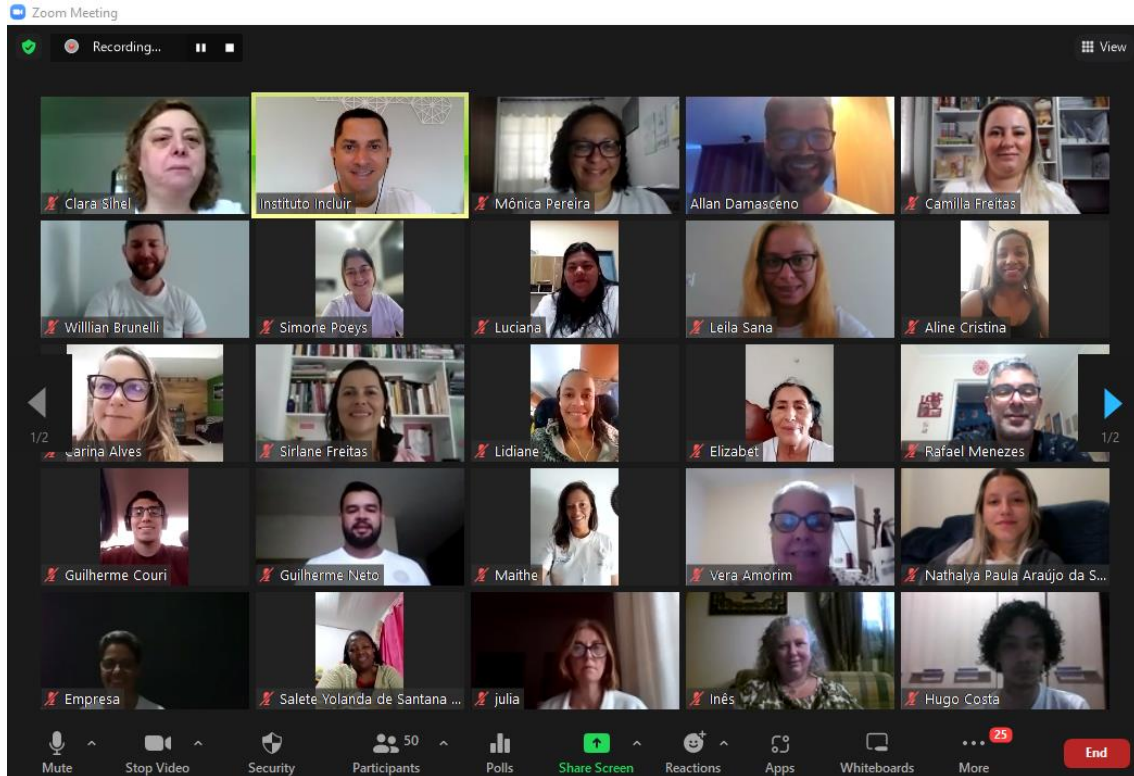 Zoom Meeting
Recording...
View
Clara Sihel
Instituto Incluir
Mônica Pereira
Allan Damasceno
Camilla Freitas
Willlian Brunelli
Simone Poeys
Luciana
Leila Sana
Aline Cristina
1/2
Carina Alves
Sirlane Freitas
Lidiane
Elizabet
Rafael Menezes
1/2
Guilherme Couri
Guilherme Neto
Maithe
Vera Amorim
Nathalya Paula Araújo da S...
Empresa
Salete Yolanda de Santana ...
julia
Inês
Hugo Costa
50
25
Mute
Stop Video
Security
Participants
Polls
Share Screen
Reactions
Apps
Whiteboards
More
End